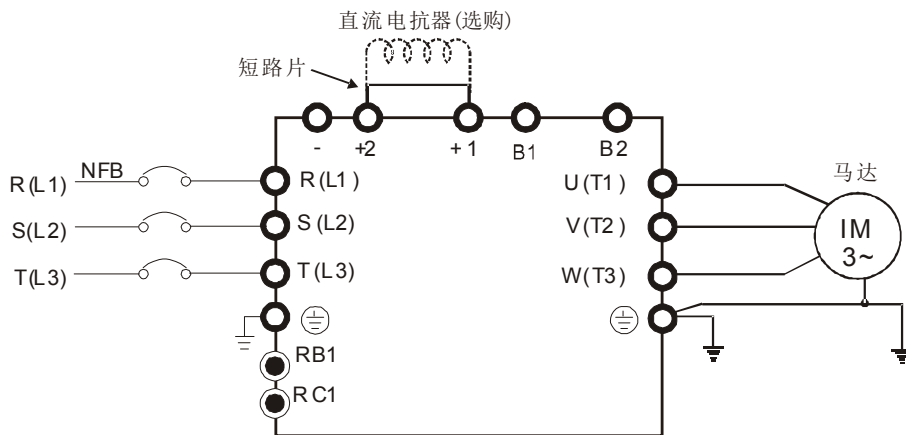 直流电抗器(选购)
短路片
- +2 +1 B1 B2
R(L1) NFB R(L1) U(T1) 马达
S(L2) S(L2) V(T2) IM
3~
T(L3) T(L3) W(T3)
RB1
RC1